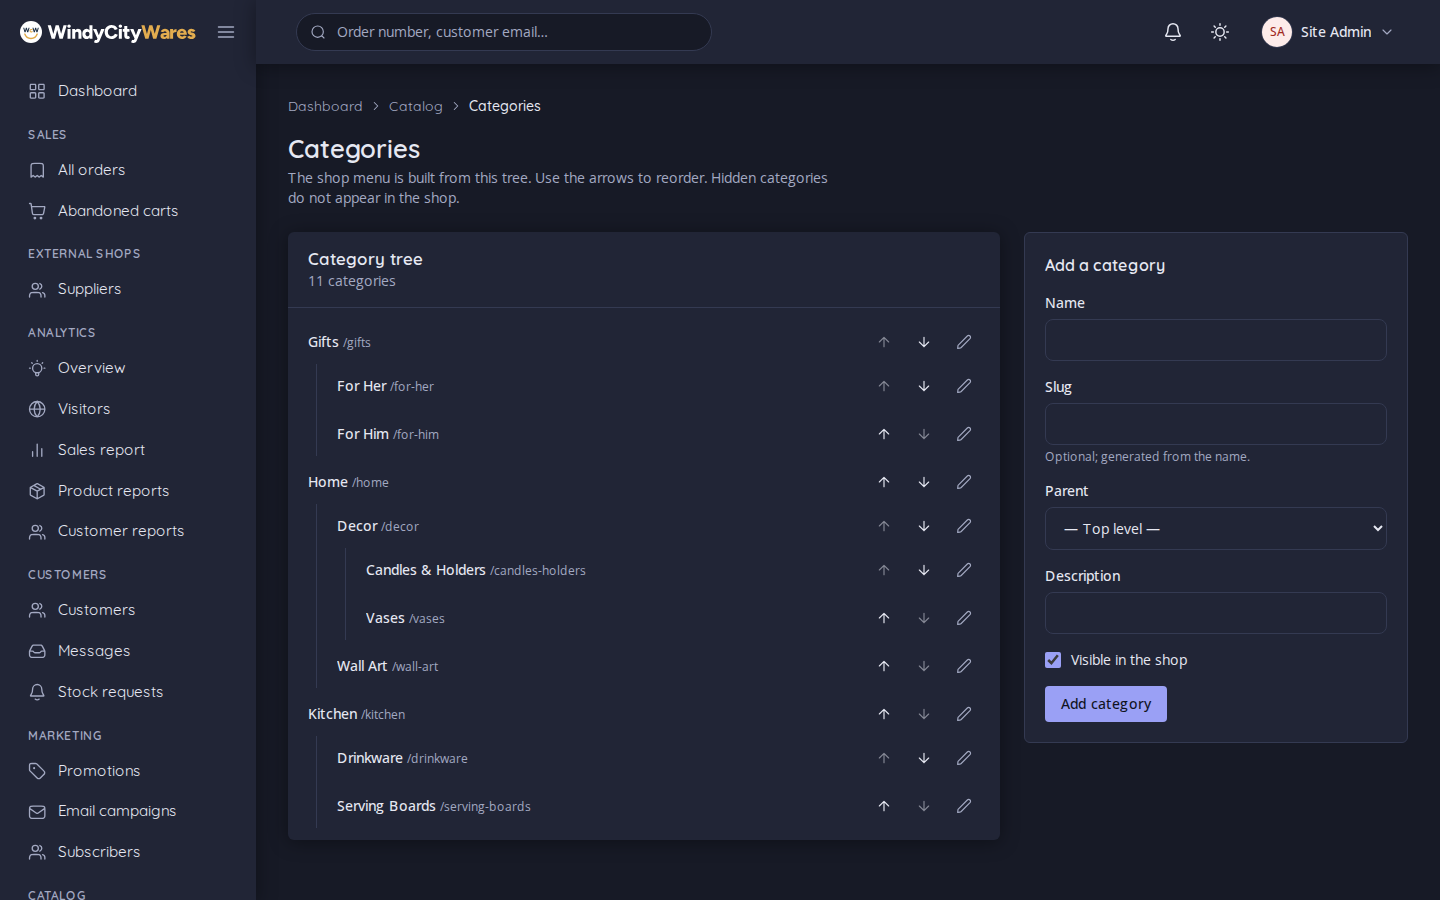 WindyCityWares
Order number, customer email...
SA
Site Admin
Dashboard
SALES
All orders
Abandoned carts
EXTERNAL SHOPS
Suppliers
ANALYTICS
Overview
Visitors
Sales report
Product reports
Customer reports
CUSTOMERS
Customers
Messages
Stock requests
MARKETING
Promotions
Email campaigns
Subscribers
CATALOG
Dashboard > Catalog > Categories
Categories
The shop menu is built from this tree. Use the arrows to reorder. Hidden categories
do not appear in the shop.
Category tree
11 categories
Gifts /gifts
For Her /for-her
For Him /for-him
Home /home
Decor /decor
Candles & Holders /candles-holders
Vases /vases
Wall Art /wall-art
Kitchen /kitchen
Drinkware /drinkware
Serving Boards /serving-boards
Add a category
Name
Slug
Optional; generated from the name.
Parent
— Top level —
Description
Visible in the shop
Add category